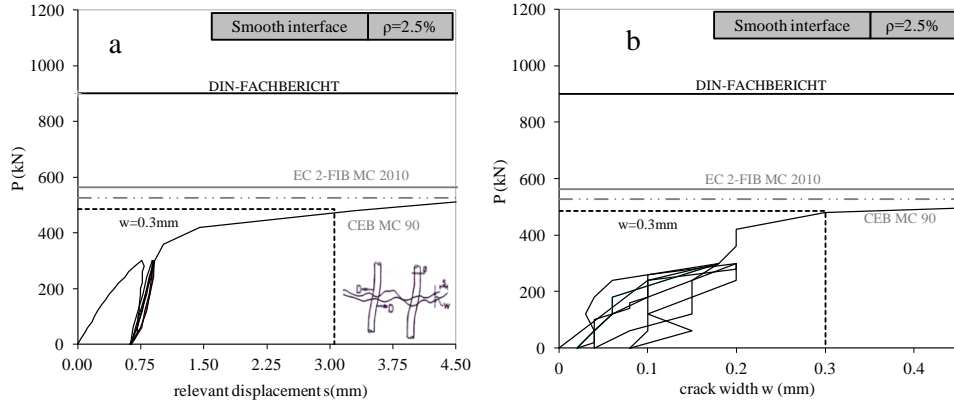 Smooth interface ρ=2.5%
a
1200
1000
800
600
400
200
0
P (kN)
DIN-FACHBERICHT
EC 2-FIB MC 2010
w=0.3mm
CEB MC 90
0.00 0.75 1.50 2.25 3.00 3.75 4.50
relevant displacement s(mm)
Smooth interface ρ=2.5%
b
1200
1000
800
600
400
200
0
P (kN)
DIN-FACHBERICHT
EC 2-FIB MC 2010
w=0.3mm
CEB MC 90
0 0.1 0.2 0.3 0.4
crack width w (mm)